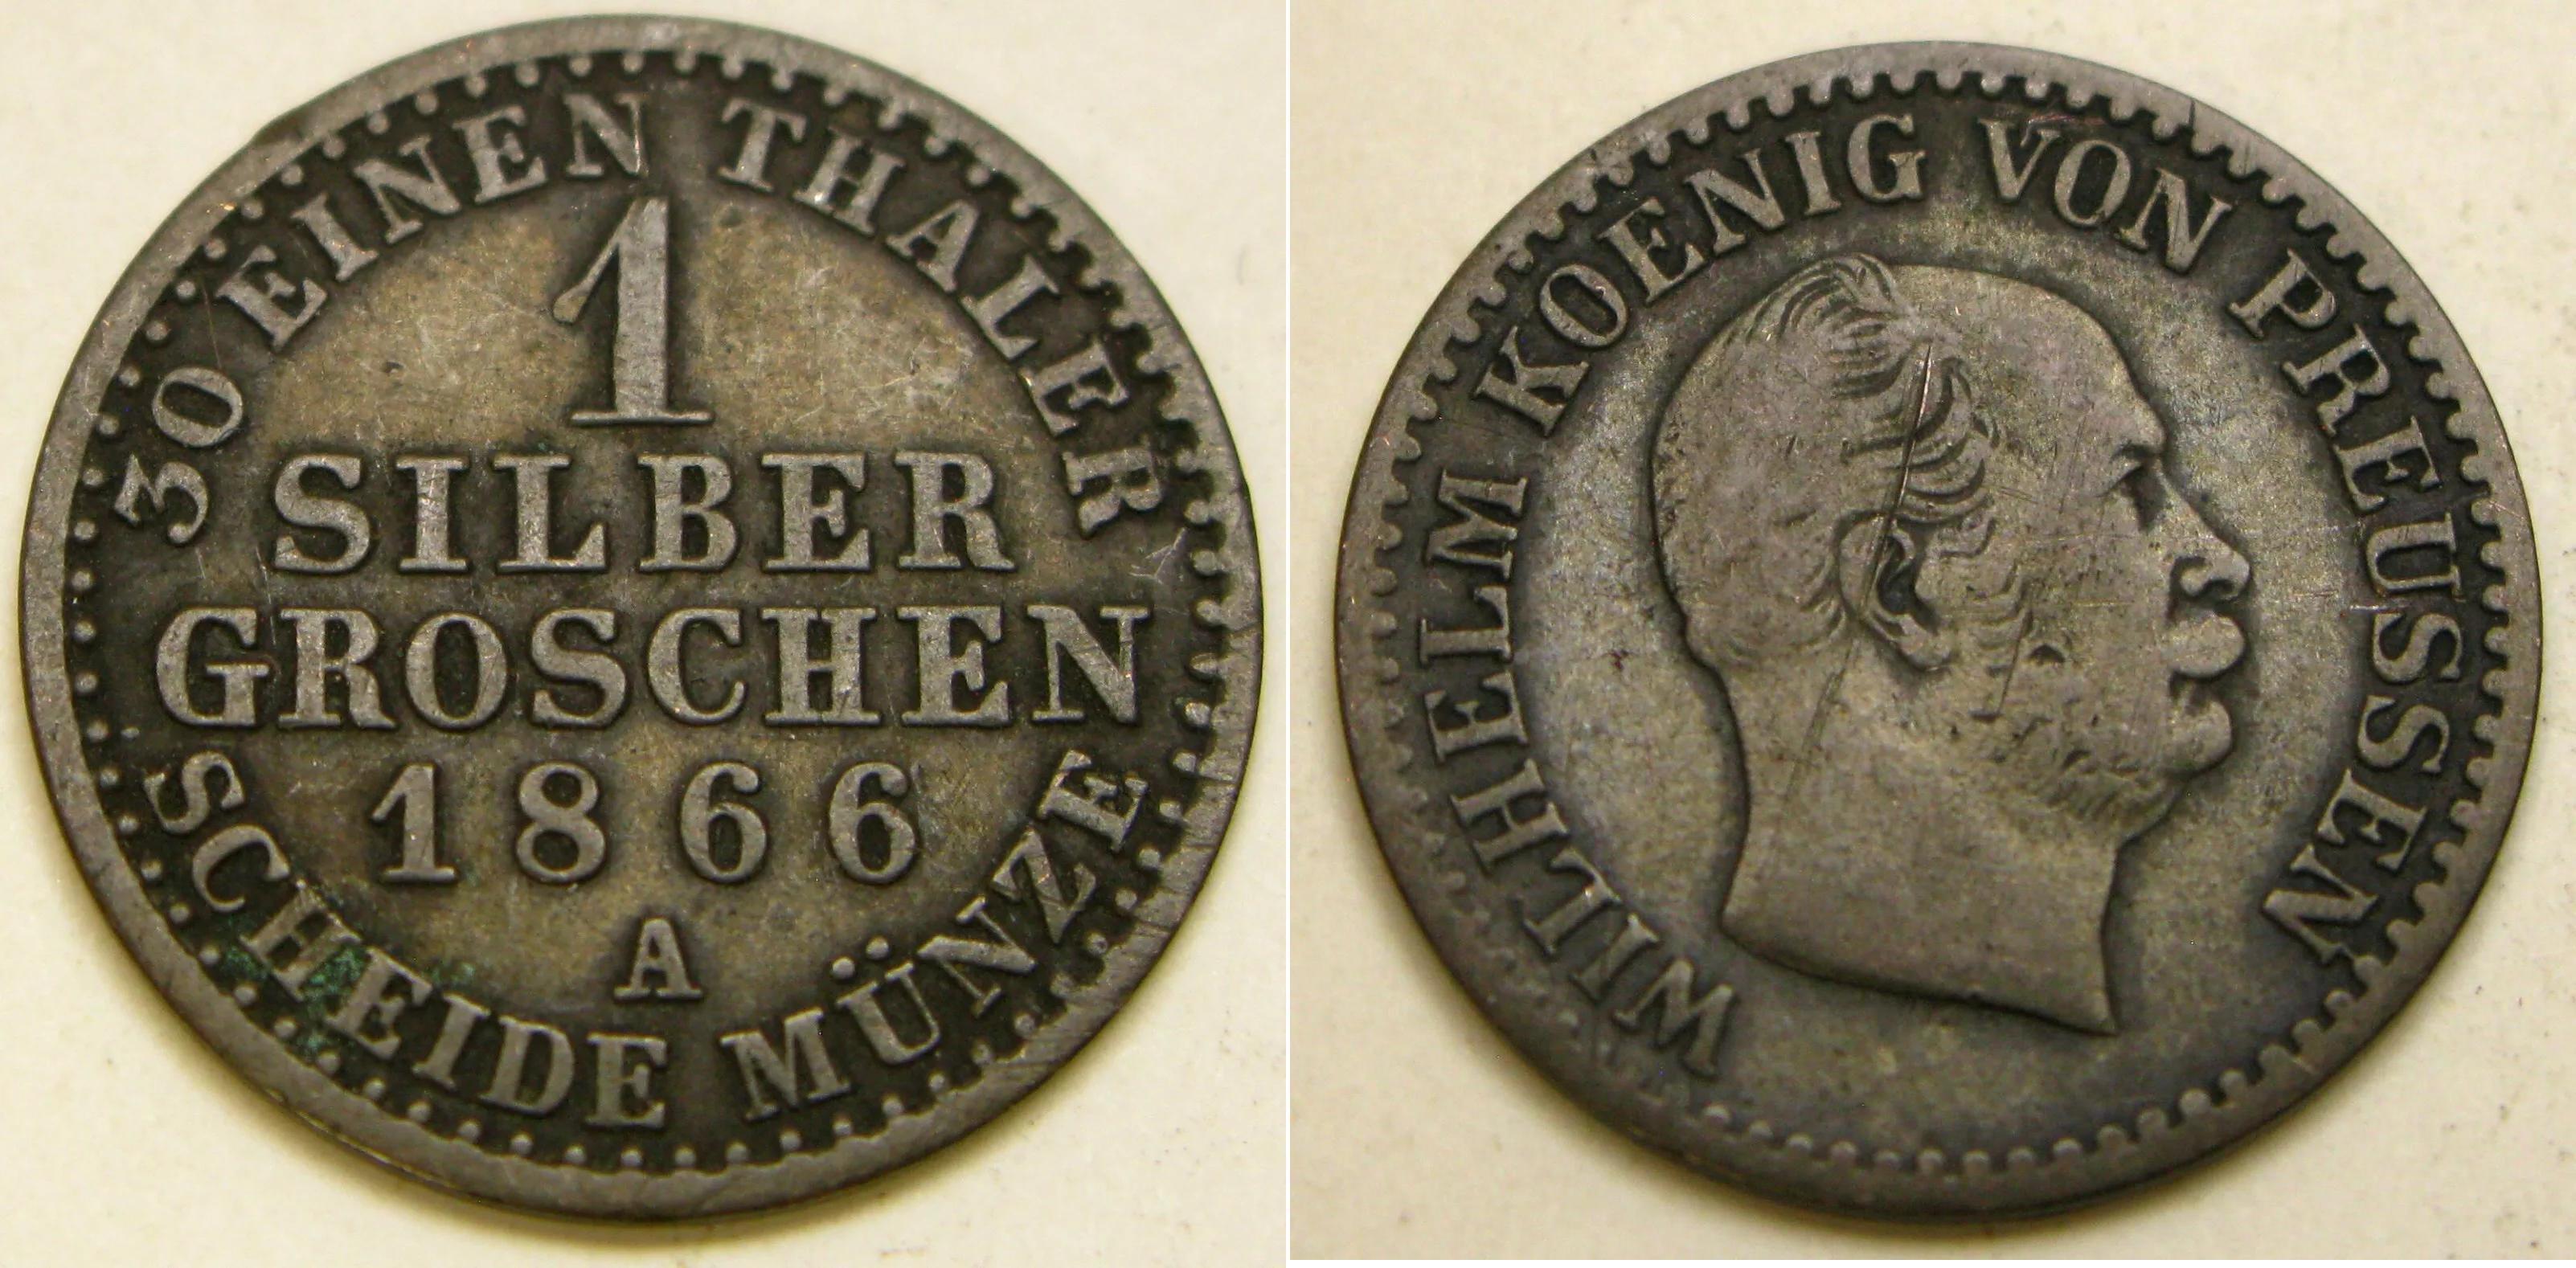 30 EINEN THALER
1
SILBER
GROSCHEN
1866
A
SCHEIDE MÜNZE
WILHELM KOENIG VON PREUSSEN